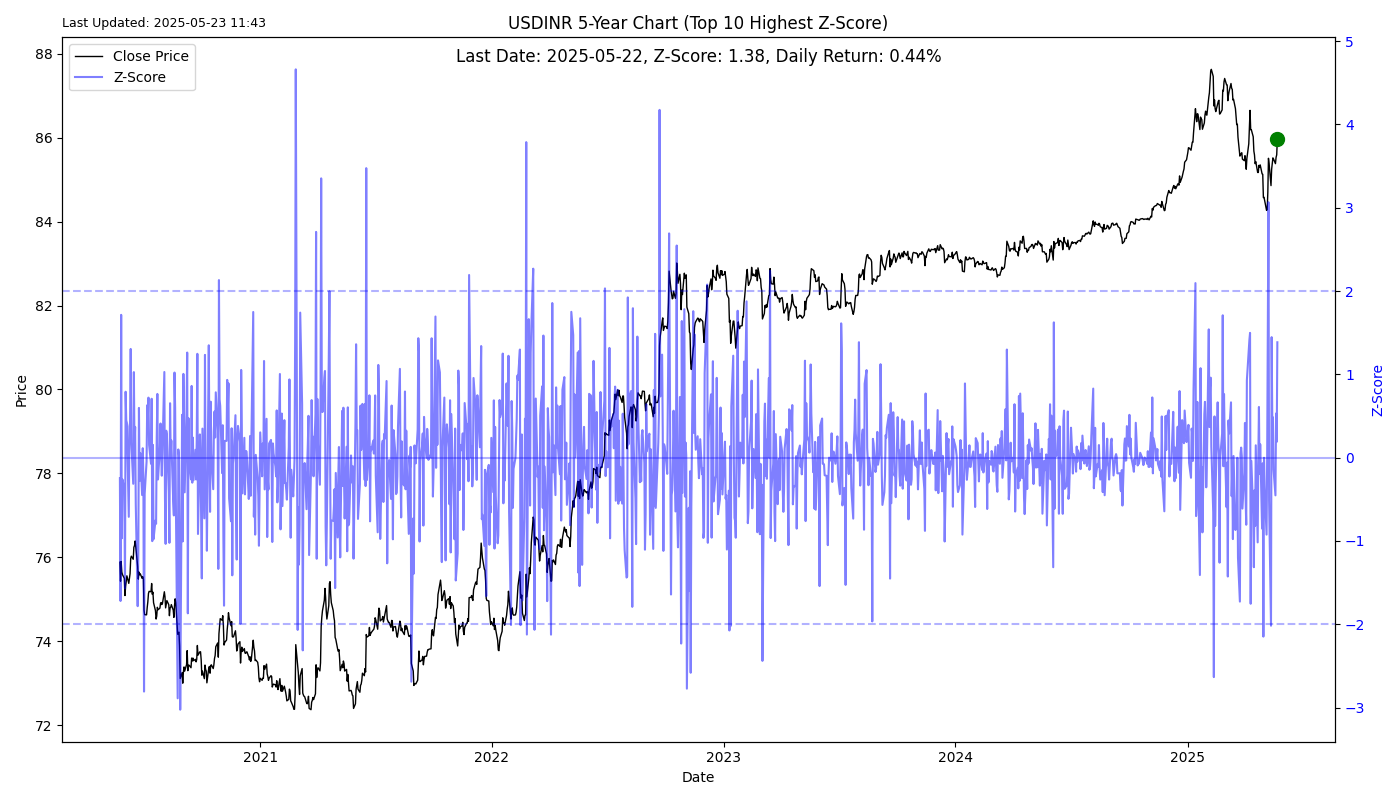 Last Updated: 2025-05-23 11:43
USDINR 5-Year Chart (Top 10 Highest Z-Score)
Last Date: 2025-05-22, Z-Score: 1.38, Daily Return: 0.44%
Close Price
Z-Score
88
86
84
82
80
78
76
74
72
Price
5
4
3
2
1
0
−1
−2
−3
Z-Score
2021
2022
2023
2024
2025
Date